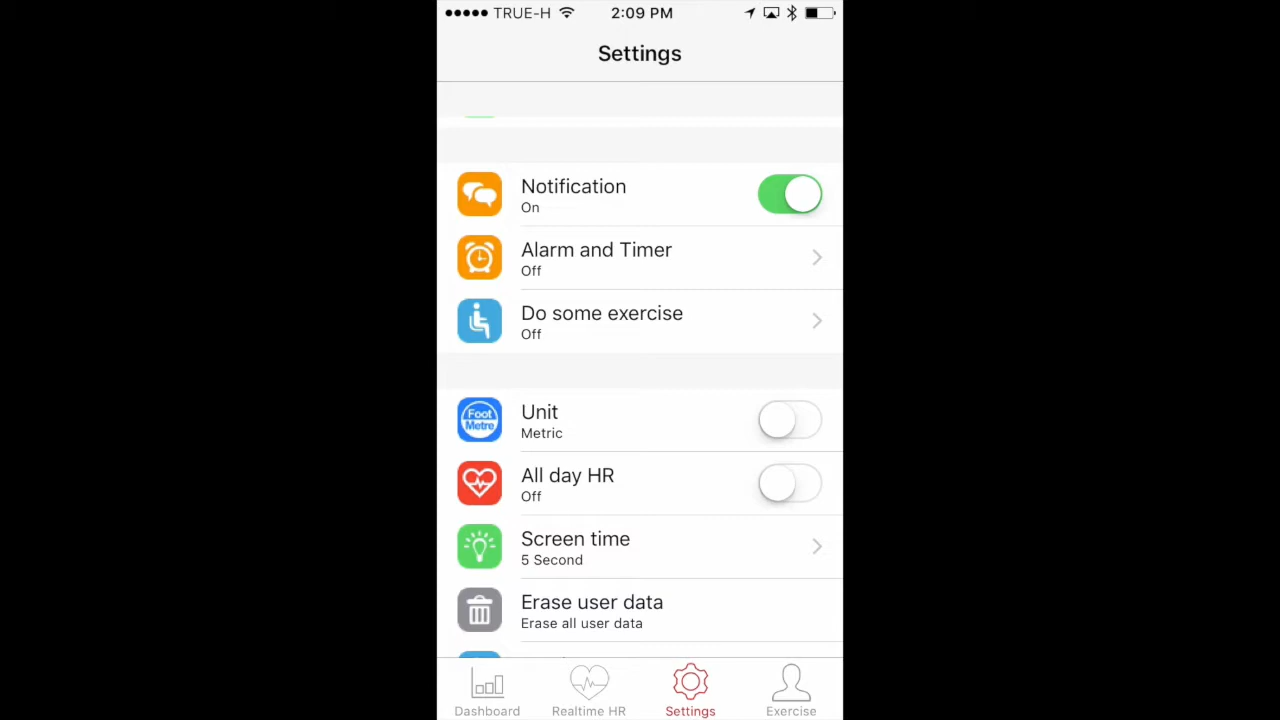 TRUE-H
2:09 PM
Settings
Notification
On
Alarm and Timer
Off
Do some exercise
Off
Foot
Metre
Unit
Metric
All day HR
Off
Screen time
5 Second
Erase user data
Erase all user data
Dashboard
Realtime HR
Settings
Exercise